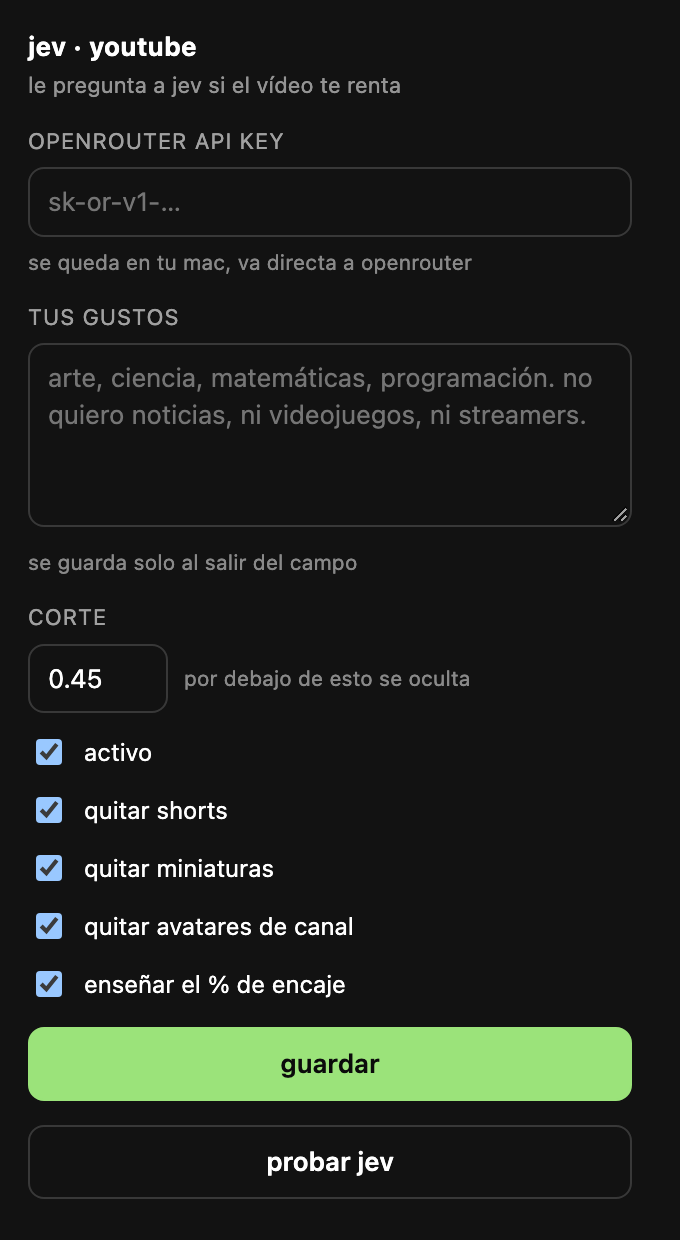 jev · youtube
le pregunta a jev si el vídeo te renta
OPENROUTER API KEY
sk-or-v1-...
se queda en tu mac, va directa a openrouter
TUS GUSTOS
arte, ciencia, matemáticas, programación. no
quiero noticias, ni videojuegos, ni streamers.
se guarda solo al salir del campo
CORTE
0.45 por debajo de esto se oculta
activo
quitar shorts
quitar miniaturas
quitar avatares de canal
enseñar el % de encaje
guardar
probar jev